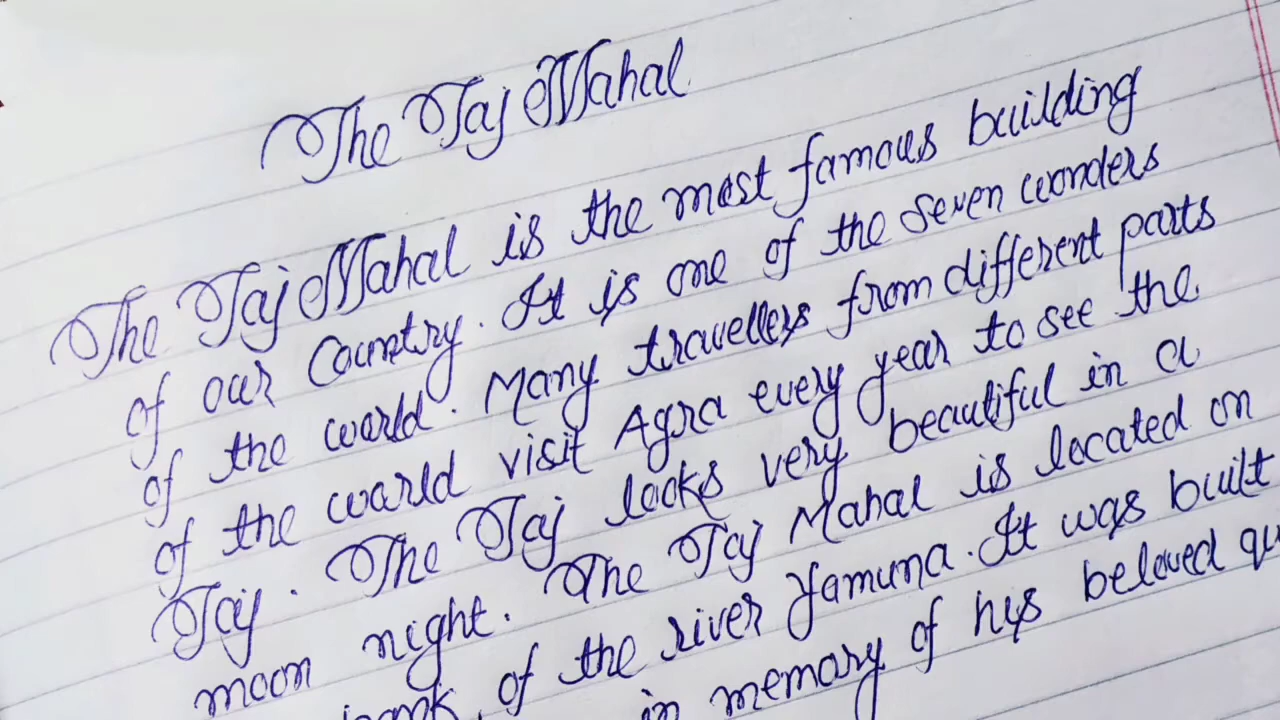 The Taj Mahal
The Taj Mahal is the most famous building
of our Country. It is one of the seven wonders
of the world. Many travellers from different parts
of the world visit Agra every year to see the
Taj. The Taj looks very beautiful in a
moon night. The Taj Mahal is located on
bank of the river Yamuna. It was built
in memory of his beloved